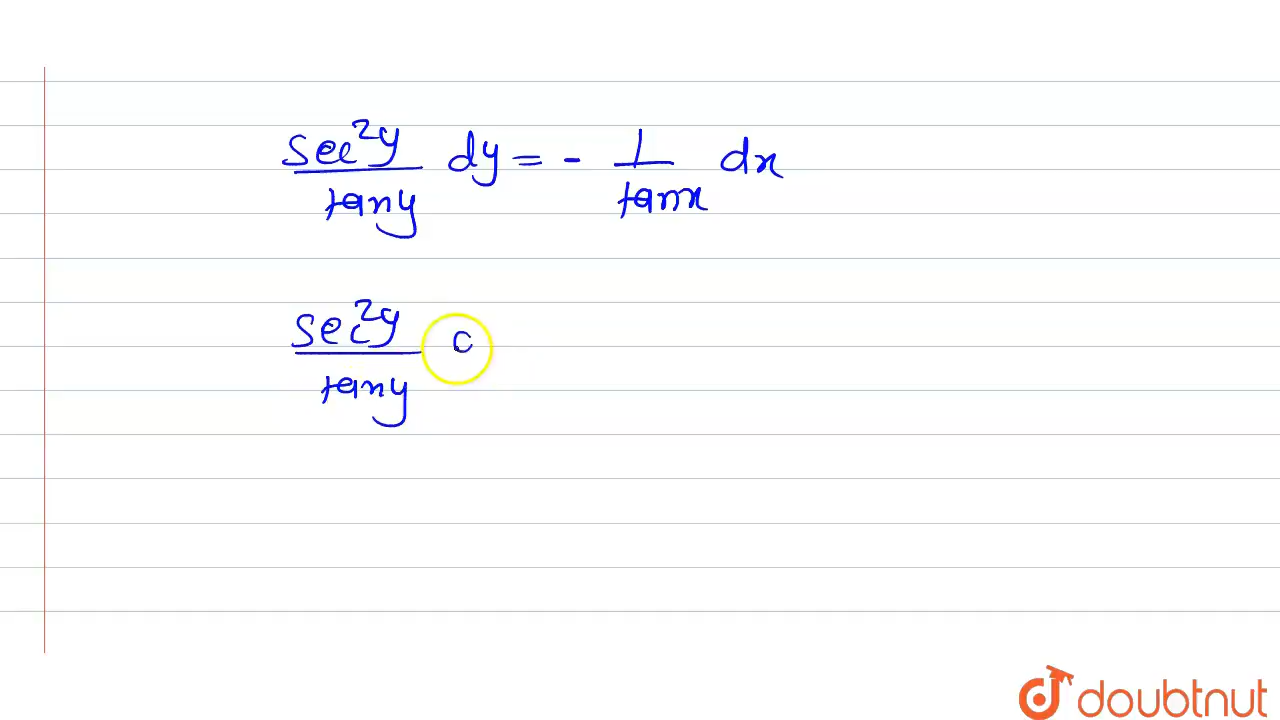 sec²y/tany dy = - 1/tanx dx
sec²y/tany c
doubtnut